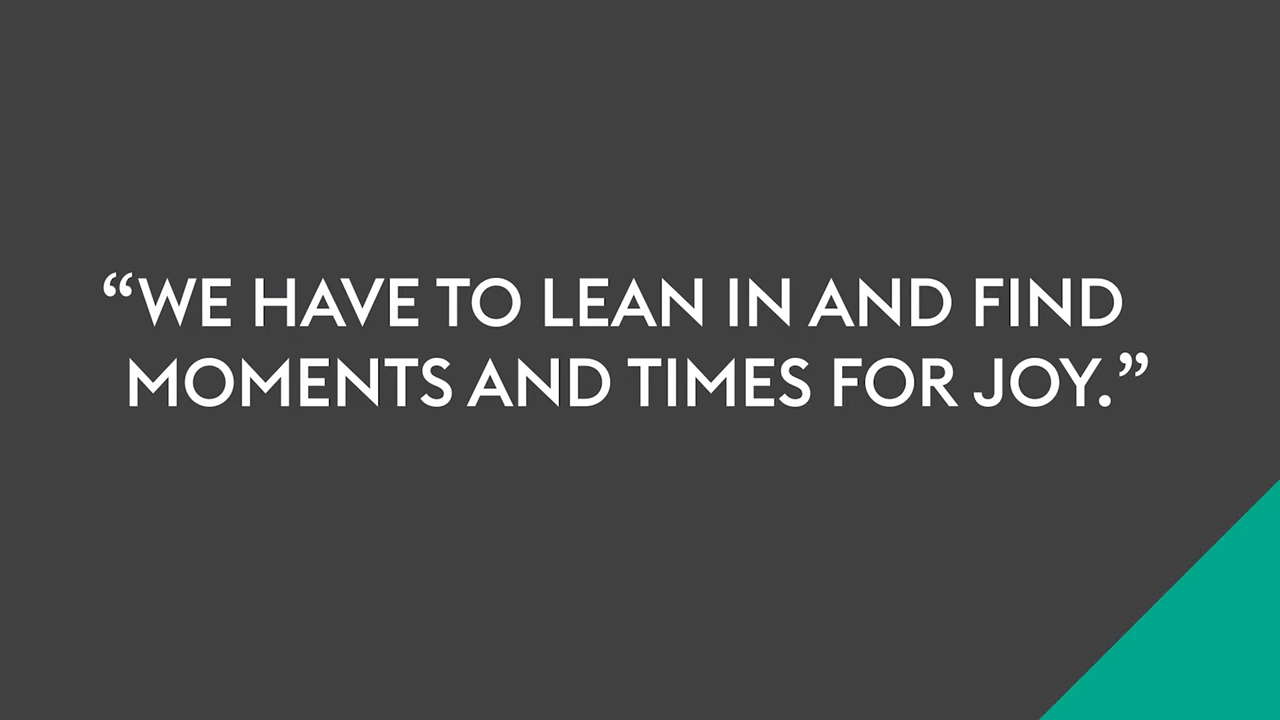 “WE HAVE TO LEAN IN AND FIND
MOMENTS AND TIMES FOR JOY.”